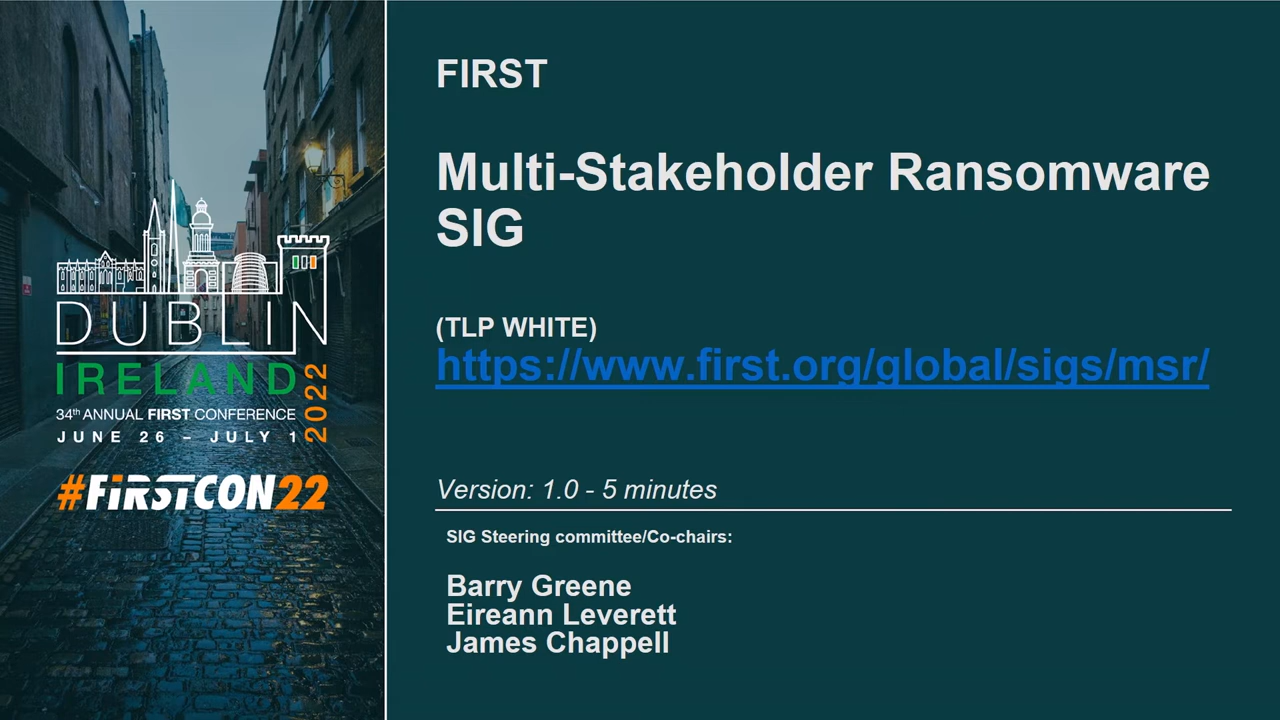 DUBLIN
IRELAND
2022
34th ANNUAL FIRST CONFERENCE
JUNE 26 – JULY 1
#FIRSTCON22
FIRST
Multi-Stakeholder Ransomware
SIG
(TLP WHITE)
https://www.first.org/global/sigs/msr/
Version: 1.0 - 5 minutes
SIG Steering committee/Co-chairs:
Barry Greene
Eireann Leverett
James Chappell